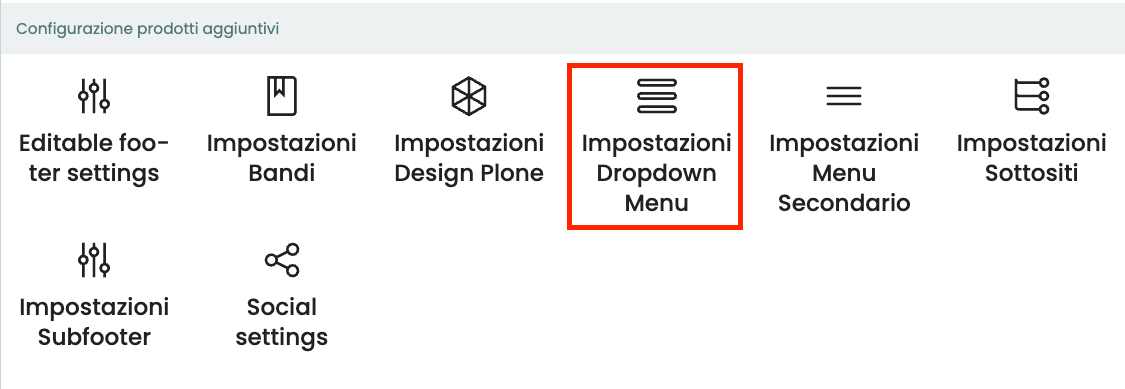 Configurazione prodotti aggiuntivi
Editable foo-
ter settings
Impostazioni
Bandi
Impostazioni
Design Plone
Impostazioni
Dropdown
Menu
Impostazioni
Menu
Secondario
Impostazioni
Sottositi
Impostazioni
Subfooter
Social
settings